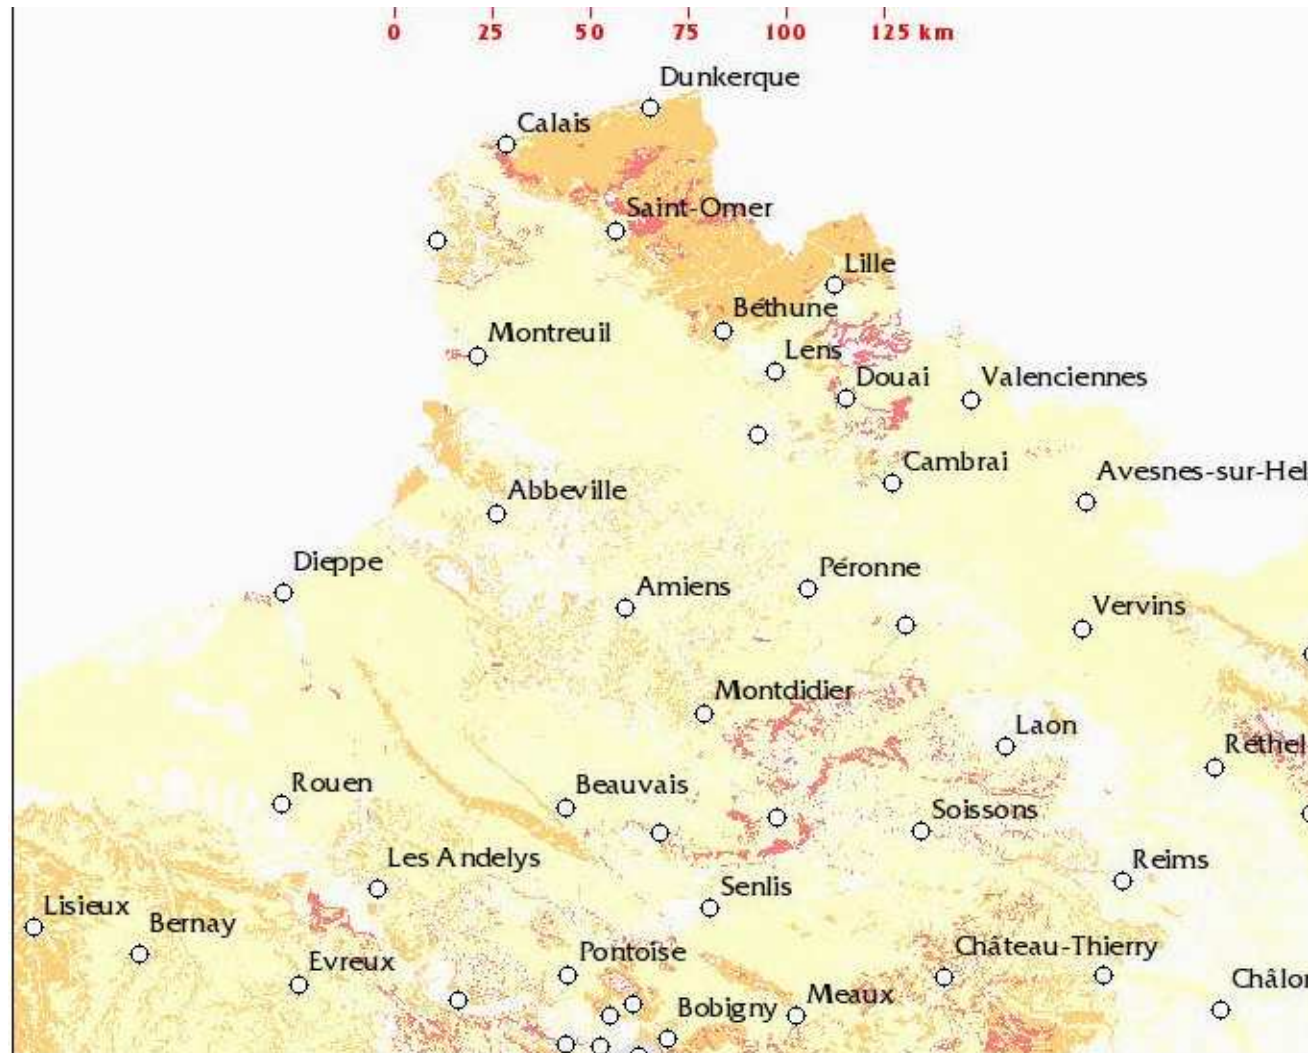 0 25 50 75 100 125 km
Dunkerque
Calais
Saint-Omer
Lille
Béthune
Montreuil
Lens
Douai Valenciennes
Cambrai
Avesnes-sur-Hel
Abbeville
Dieppe
Péronne
Amiens
Vervins
Montdidier
Laon
Rethel
Rouen
Beauvais
Soissons
Les Andelys
Reims
Senlis
Lisieux
Bernay
Château-Thierry
Pontoise
Evreux
Châlon
Meaux
Bobigny